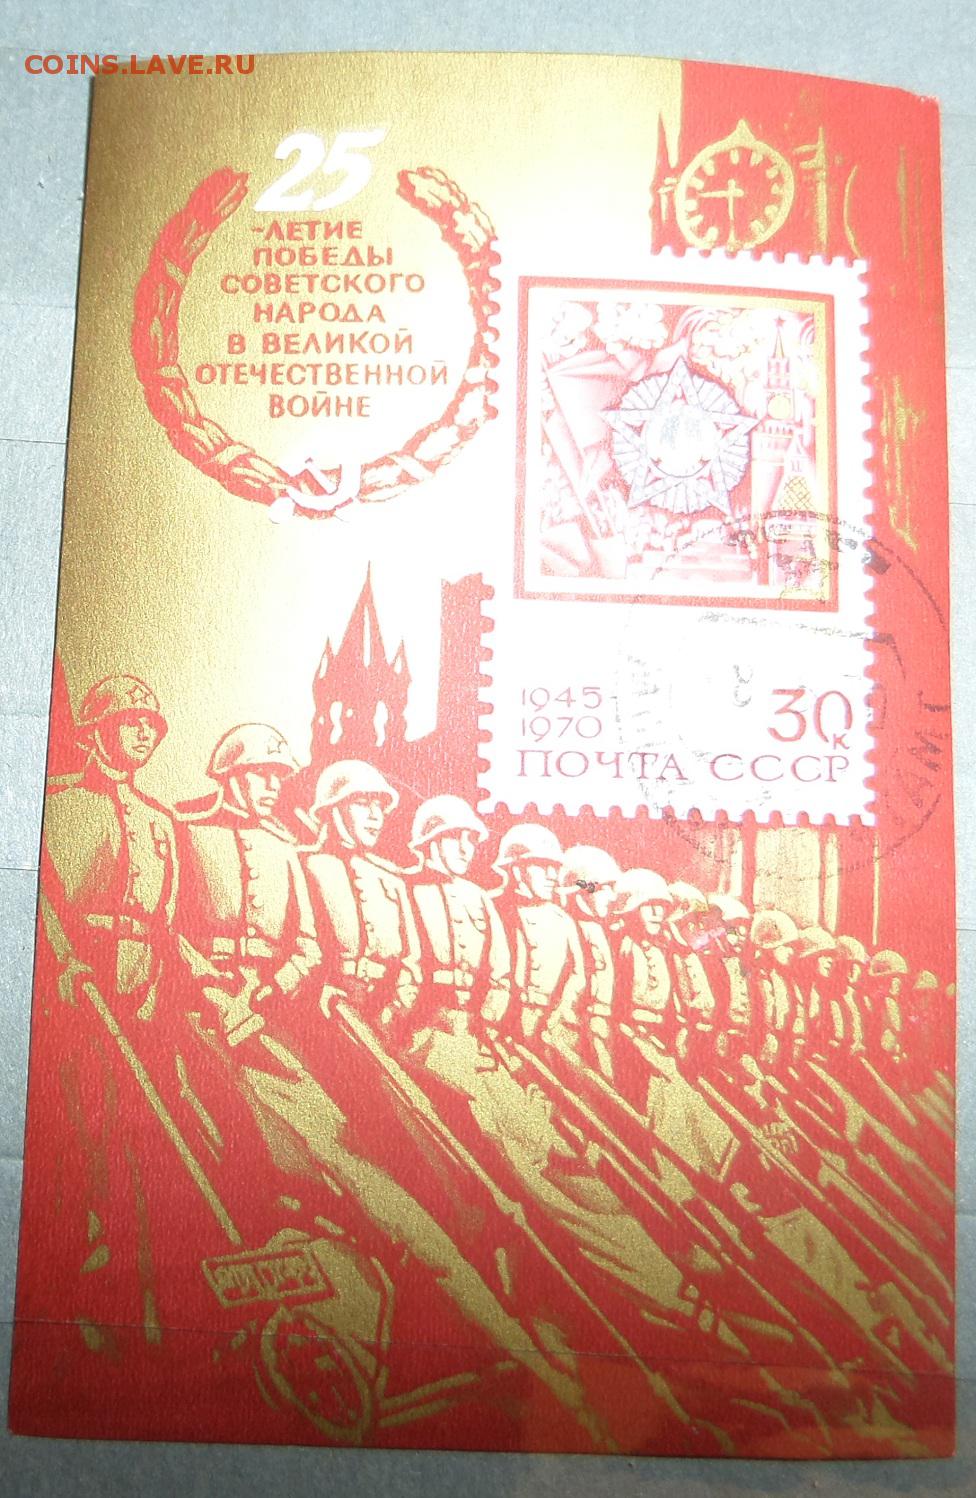 COINS.LAVE.RU
25
-ЛЕТИЕ
ПОБЕДЫ
СОВЕТСКОГО
НАРОДА
В ВЕЛИКОЙ
ОТЕЧЕСТВЕННОЙ
ВОЙНЕ
1945-
1970
30к
ПОЧТА СССР